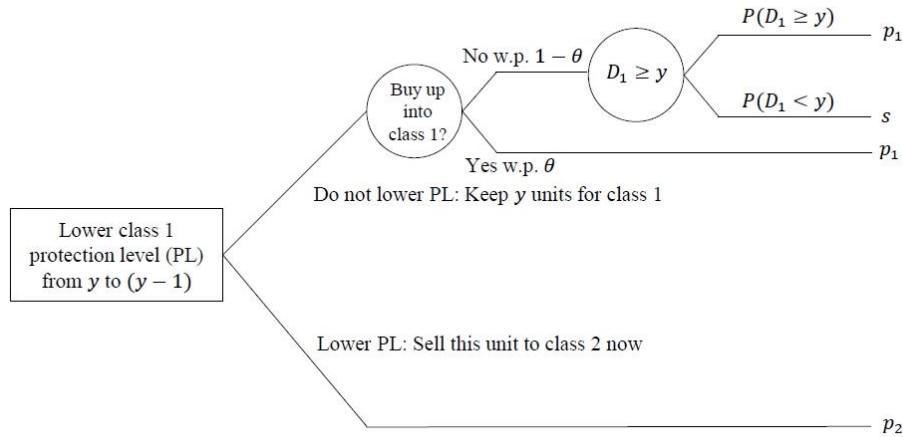 P(D₁ ≥ y)
p₁
No w.p. 1 − θ
D₁ ≥ y
Buy up
into
class 1?
P(D₁ < y)
s
p₁
Yes w.p. θ
Do not lower PL: Keep y units for class 1
Lower class 1
protection level (PL)
from y to (y − 1)
Lower PL: Sell this unit to class 2 now
p₂